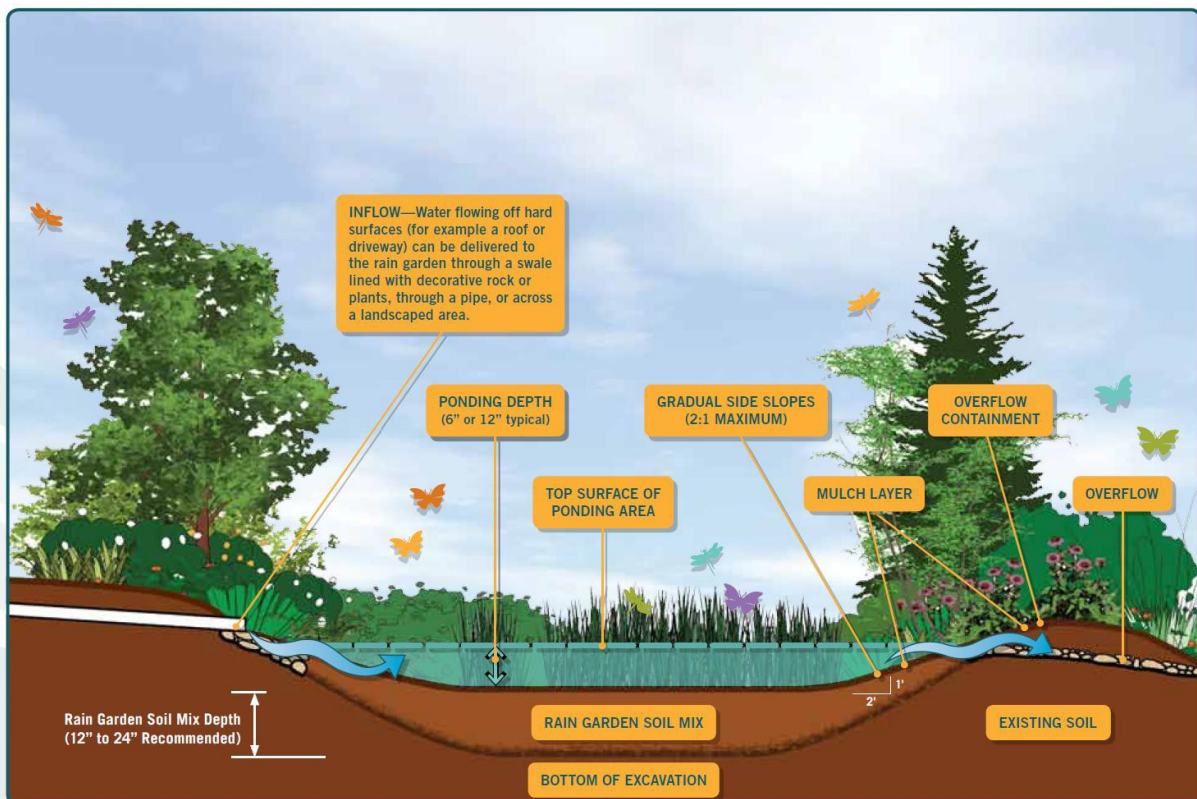 INFLOW—Water flowing off hard
surfaces (for example a roof or
driveway) can be delivered to
the rain garden through a swale
lined with decorative rock or
plants, through a pipe, or across
a landscaped area.
PONDING DEPTH
(6” or 12” typical)
GRADUAL SIDE SLOPES
(2:1 MAXIMUM)
OVERFLOW
CONTAINMENT
TOP SURFACE OF
PONDING AREA
MULCH LAYER
OVERFLOW
1'
2'
Rain Garden Soil Mix Depth
(12” to 24” Recommended)
RAIN GARDEN SOIL MIX
EXISTING SOIL
BOTTOM OF EXCAVATION